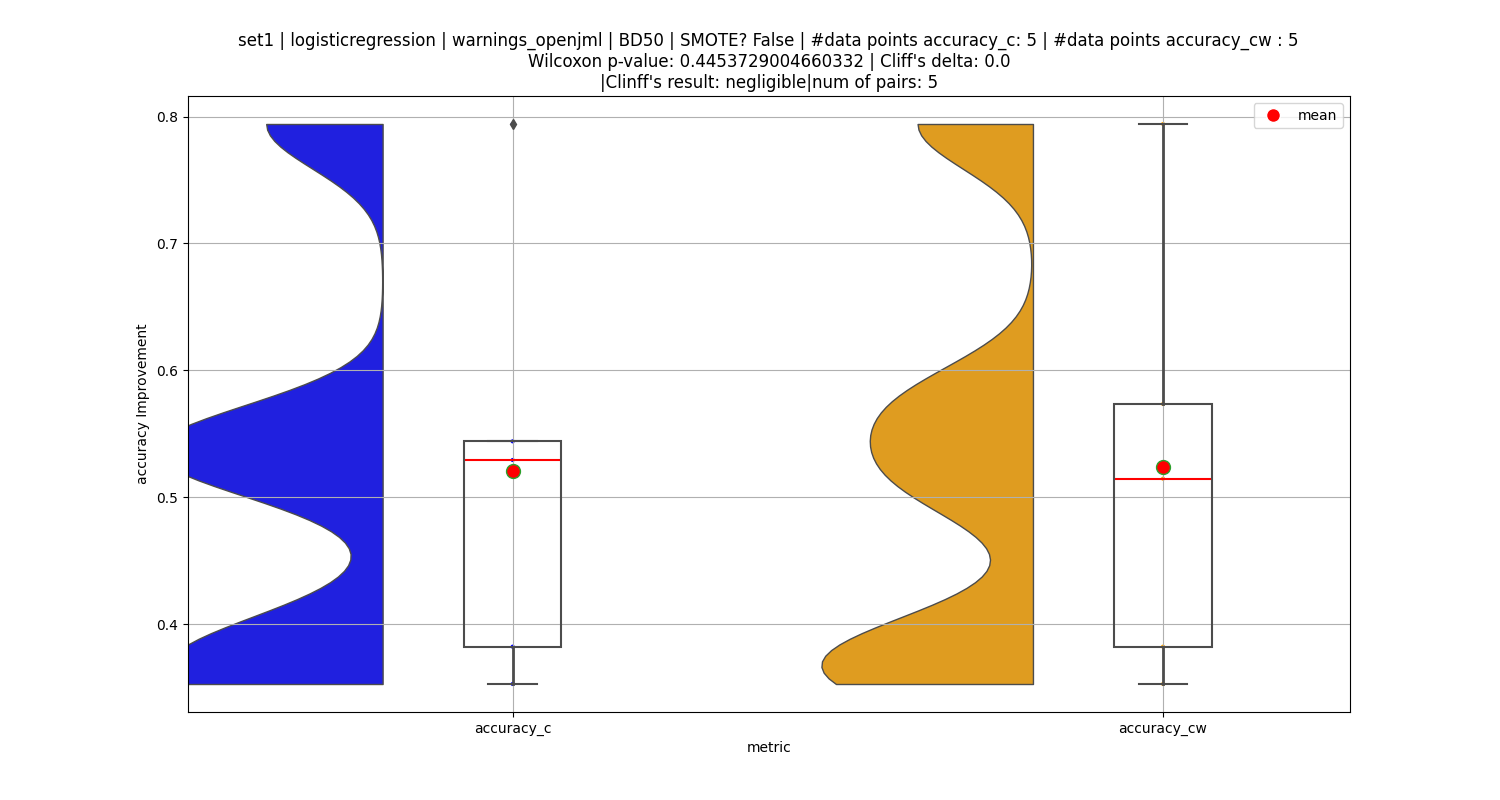 set1 | logisticregression | warnings_openjml | BD50 | SMOTE? False | #data points accuracy_c: 5 | #data points accuracy_cw : 5
Wilcoxon p-value: 0.4453729004660332 | Cliff's delta: 0.0
|Clinff's result: negligible|num of pairs: 5
mean
0.8
0.7
0.6
0.5
0.4
accuracy Improvement
accuracy_c
accuracy_cw
metric